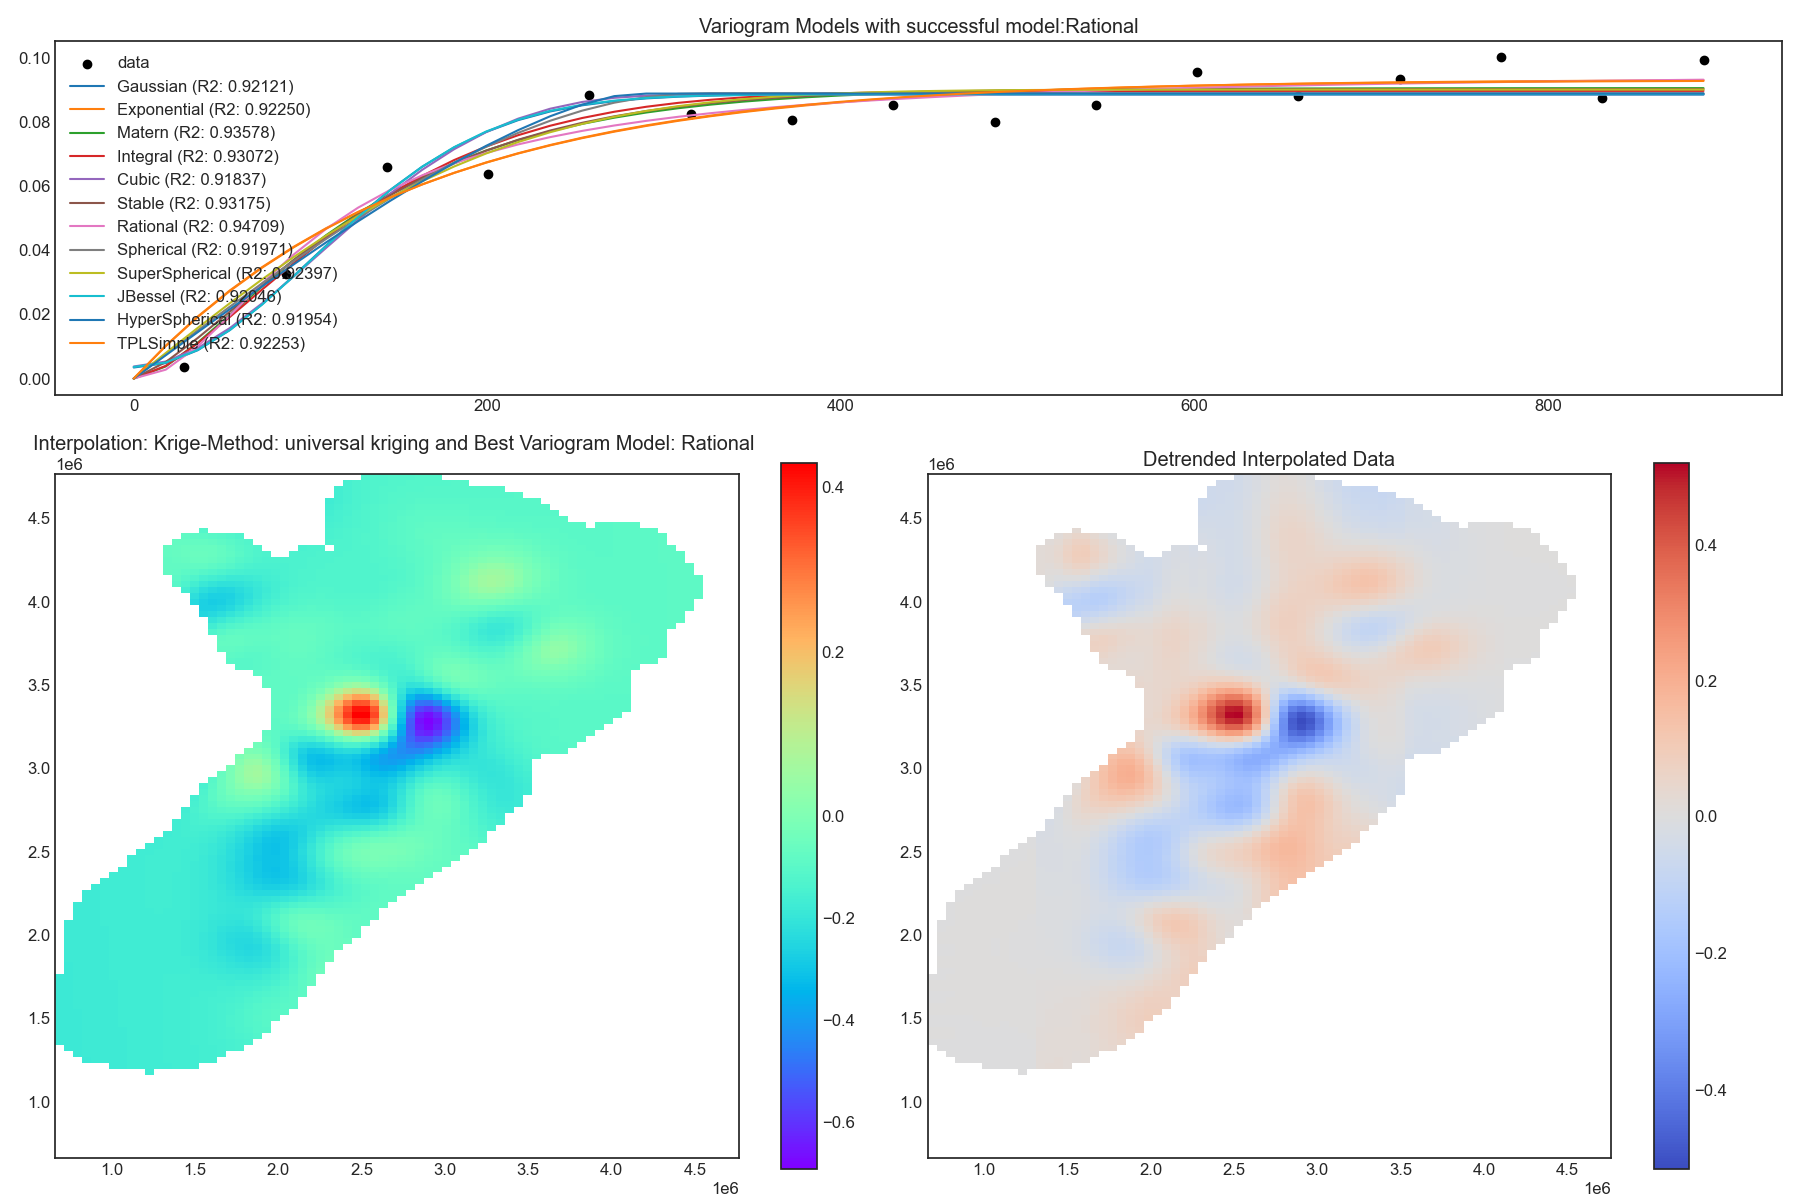 Variogram Models with successful model:Rational
0.10
0.08
0.06
0.04
0.02
0.00
data
Gaussian (R2: 0.92121)
Exponential (R2: 0.92250)
Matern (R2: 0.93578)
Integral (R2: 0.93072)
Cubic (R2: 0.91837)
Stable (R2: 0.93175)
Rational (R2: 0.94709)
Spherical (R2: 0.91971)
SuperSpherical (R2: 0.92397)
JBessel (R2: 0.92046)
HyperSpherical (R2: 0.91954)
TPLSimple (R2: 0.92253)
0 200 400 600 800
Interpolation: Krige-Method: universal kriging and Best Variogram Model: Rational
1e6
4.5
4.0
3.5
3.0
2.5
2.0
1.5
1.0
1.0 1.5 2.0 2.5 3.0 3.5 4.0 4.5
1e6
0.4
0.2
0.0
−0.2
−0.4
−0.6
Detrended Interpolated Data
1e6
4.5
4.0
3.5
3.0
2.5
2.0
1.5
1.0
1.0 1.5 2.0 2.5 3.0 3.5 4.0 4.5
1e6
0.4
0.2
0.0
−0.2
−0.4